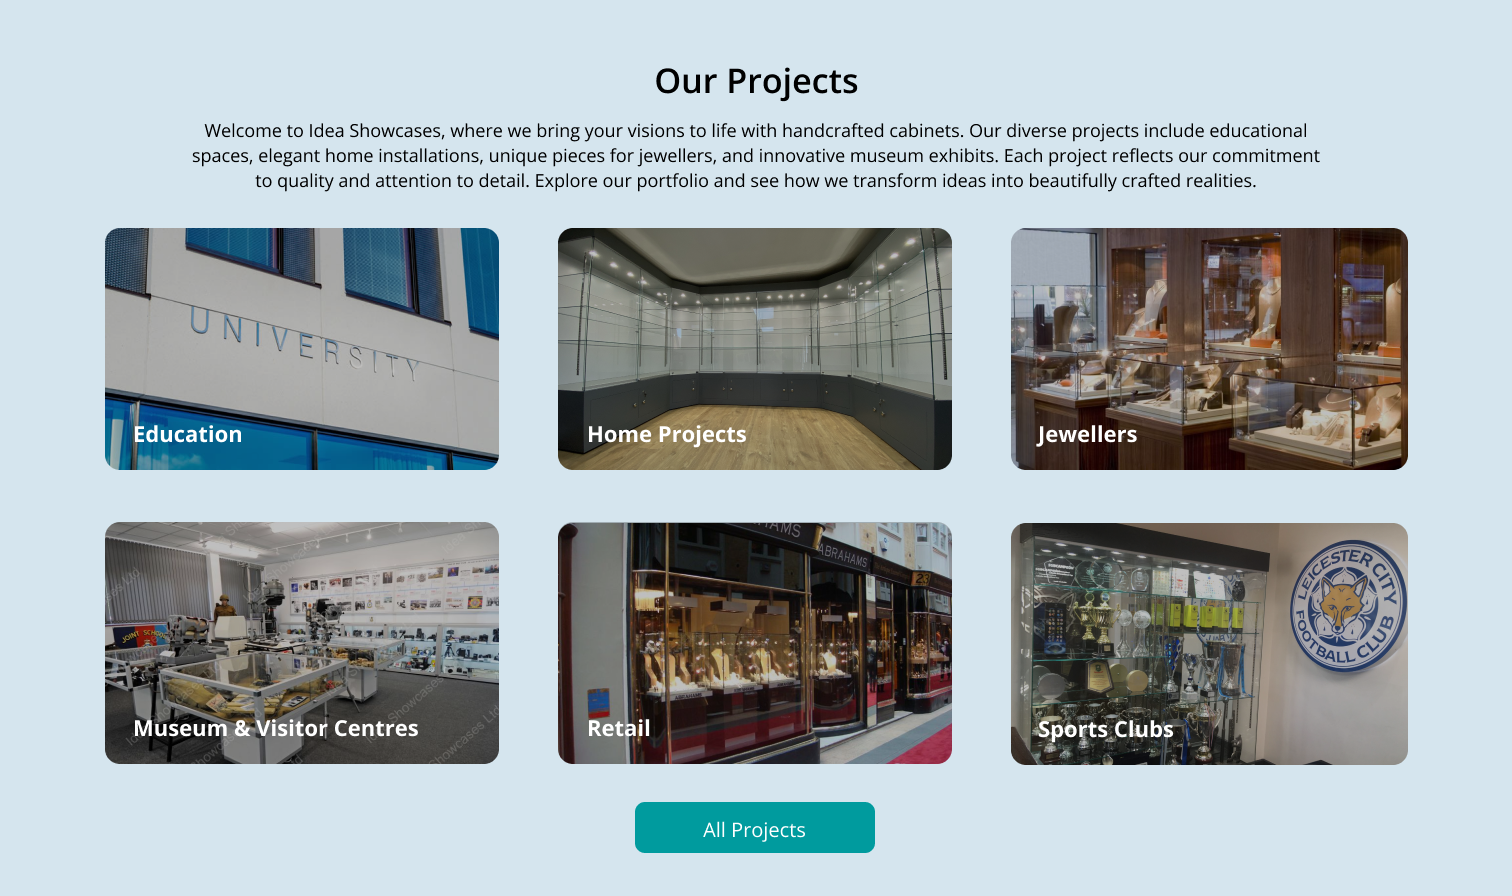 Our Projects
Welcome to Idea Showcases, where we bring your visions to life with handcrafted cabinets. Our diverse projects include educational
spaces, elegant home installations, unique pieces for jewellers, and innovative museum exhibits. Each project reflects our commitment
to quality and attention to detail. Explore our portfolio and see how we transform ideas into beautifully crafted realities.
UNIVERSITY
Education
Home Projects
Jewellers
JOINT SCHOOL
Museum & Visitor Centres
ABRAHAMS
23
Retail
LEICESTER CITY
FOOTBALL CLUB
Sports Clubs
All Projects